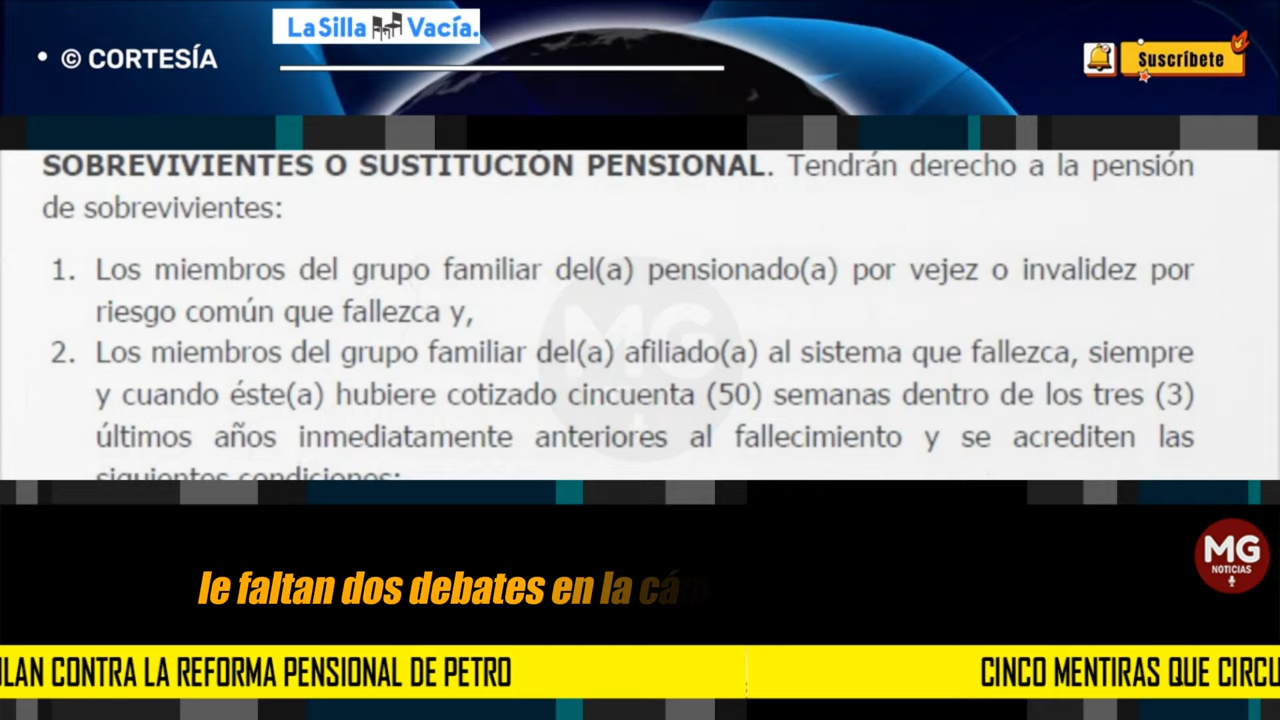 La Silla Vacía.
• © CORTESÍA
Suscríbete
SOBREVIVIENTES O SUSTITUCIÓN PENSIONAL. Tendrán derecho a la pensión
de sobrevivientes:
1. Los miembros del grupo familiar del(a) pensionado(a) por vejez o invalidez por
riesgo común que fallezca y,
2. Los miembros del grupo familiar del(a) afiliado(a) al sistema que fallezca, siempre
y cuando éste(a) hubiere cotizado cincuenta (50) semanas dentro de los tres (3)
últimos años inmediatamente anteriores al fallecimiento y se acrediten las
siguientes condiciones:
MG
MG
NOTICIAS
le faltan dos debates en la
CONTRA LA REFORMA PENSIONAL DE PETRO
CINCO MENTIRAS QUE